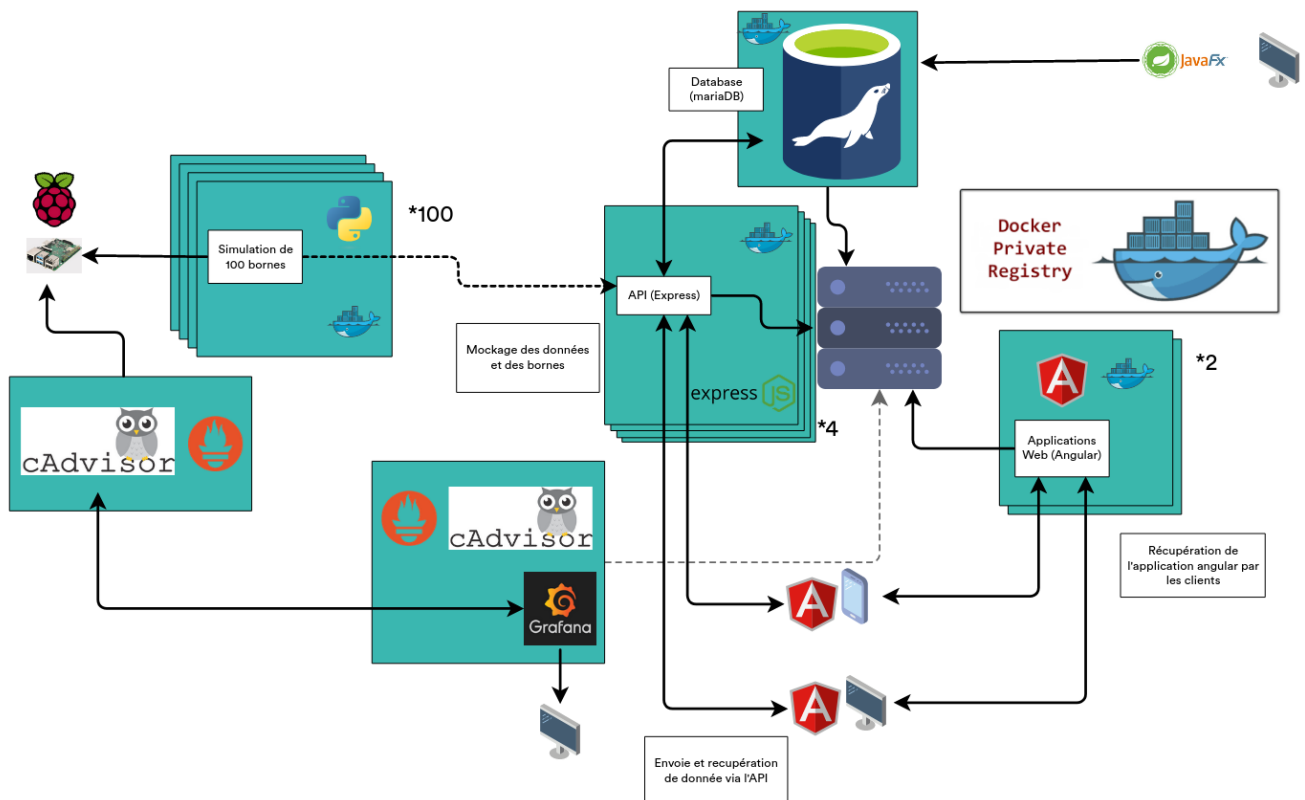 Database
(mariaDB)
JavaFx
*100
Simulation de
100 bornes
Docker
Private
Registry
API (Express)
Mockage des données
et des bornes
express
JS
*4
*2
Applications
Web (Angular)
cAdvisor
cAdvisor
Grafana
Récupération de
l'application angular par
les clients
Envoie et recupération
de donnée via l'API